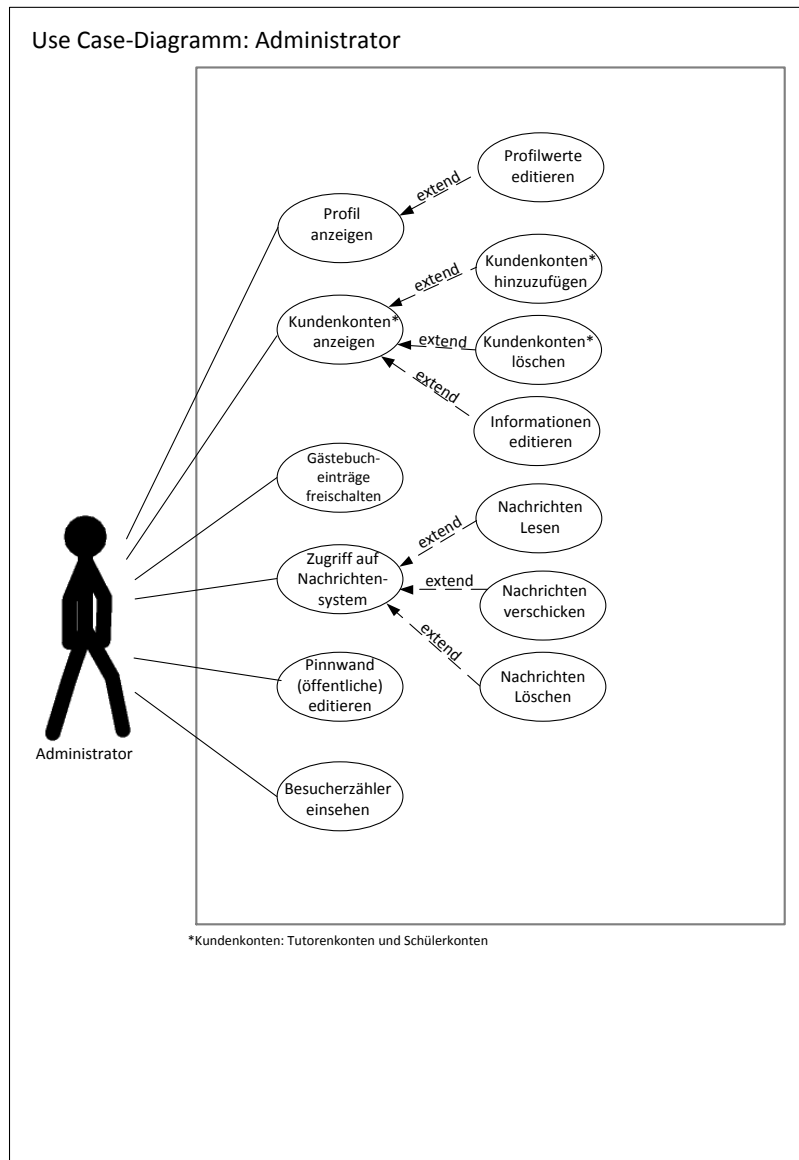 Use Case-Diagramm: Administrator
Profilwerte
editieren
extend
Profil
anzeigen
Kundenkonten*
hinzuzufügen
extend
Kundenkonten*
anzeigen
extend
Kundenkonten*
löschen
extend
Informationen
editieren
Gästebuch-
einträge
freischalten
Nachrichten
Lesen
extend
Zugriff auf
Nachrichten-
system
extend
Nachrichten
verschicken
extend
Nachrichten
Löschen
Pinnwand
(öffentliche)
editieren
Administrator
Besucherzähler
einsehen
*Kundenkonten: Tutorenkonten und Schülerkonten